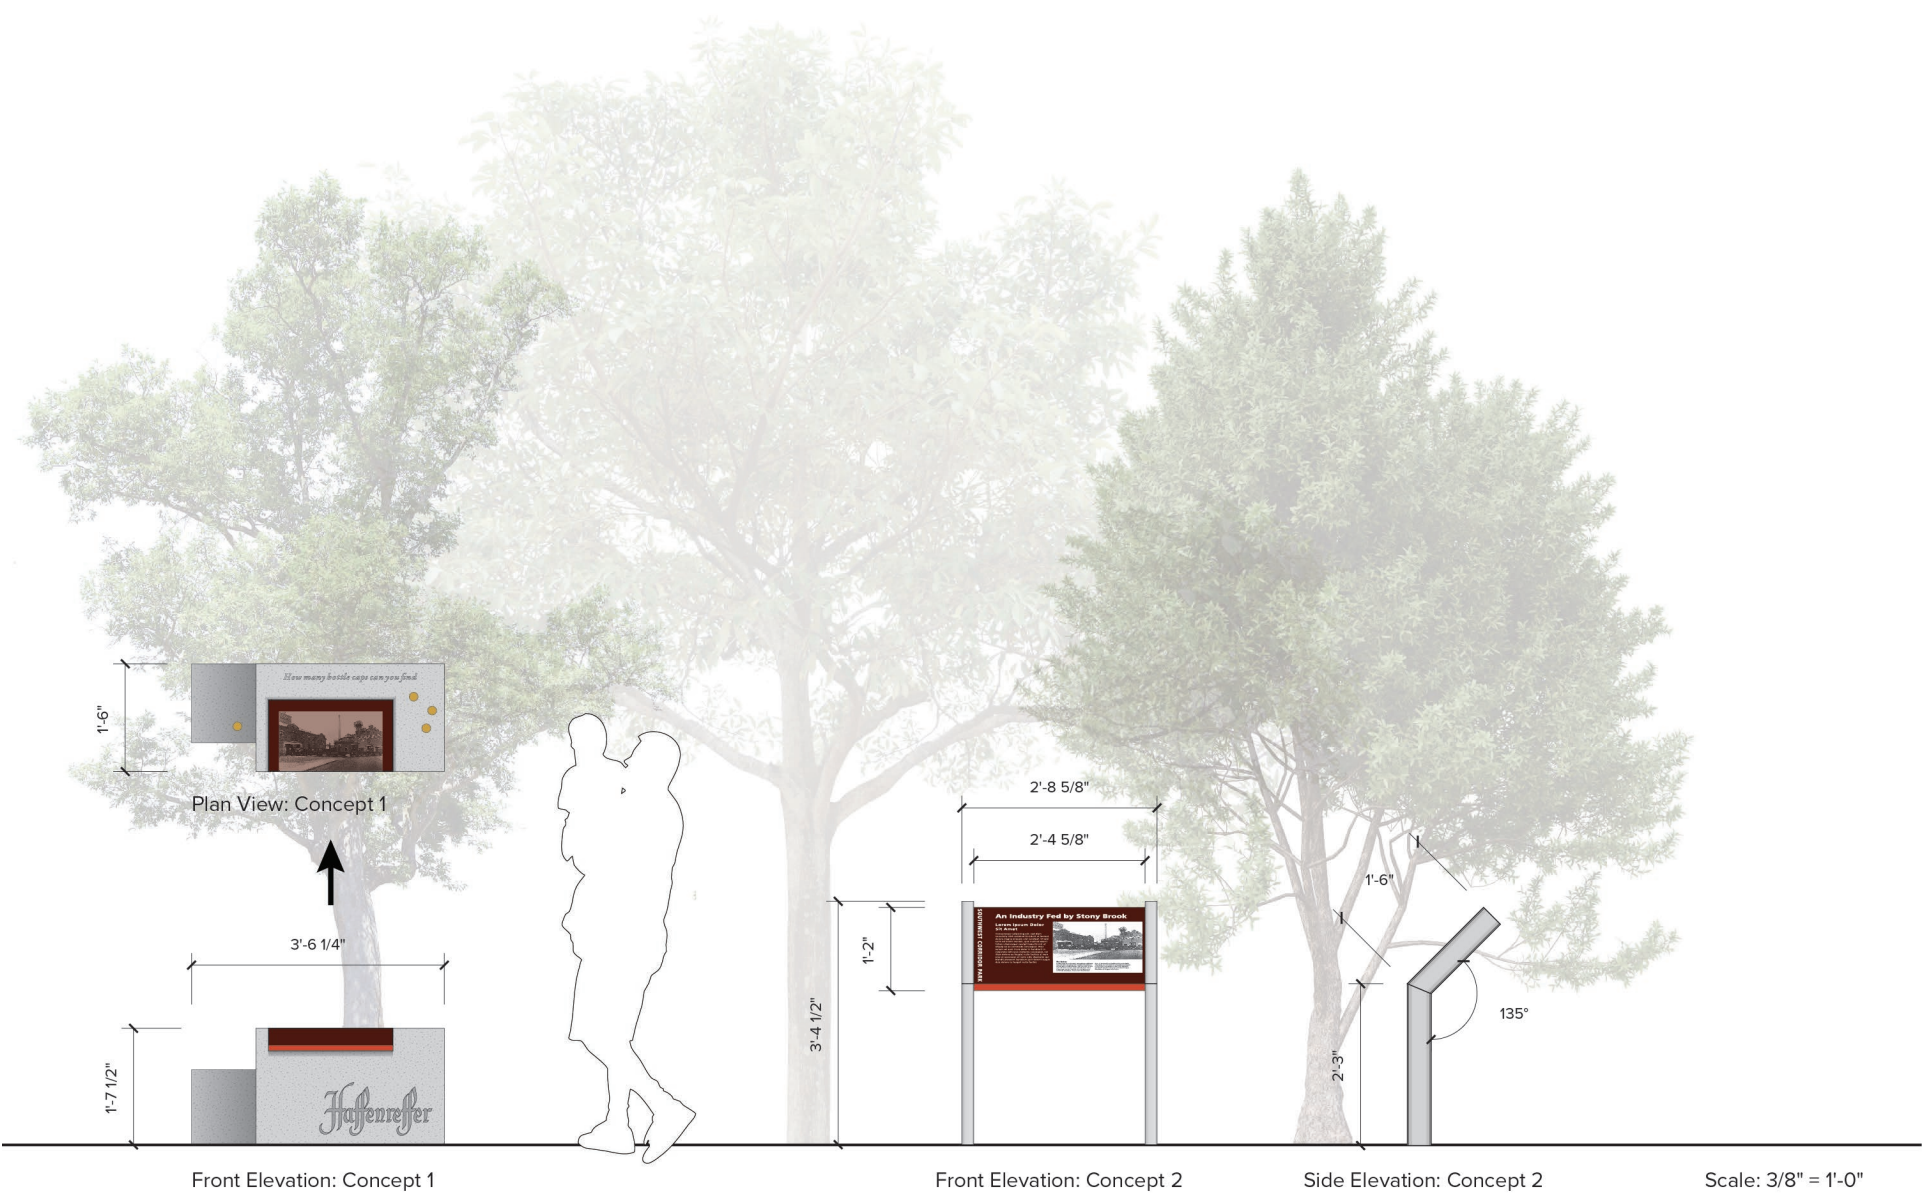 How many bottle caps can you find
1'-6"
Plan View: Concept 1
3'-6 1/4"
1'-7 1/2"
Haffenreffer
Front Elevation: Concept 1
2'-8 5/8"
2'-4 5/8"
1'-2"
3'-4 1/2"
SOUTHWEST CORRIDOR PARK
An Industry Fed by Stony Brook
Lorem Ipsum Dolor
Sit Amet
Front Elevation: Concept 2
1'-6"
135°
2'-3"
Side Elevation: Concept 2
Scale: 3/8" = 1'-0"